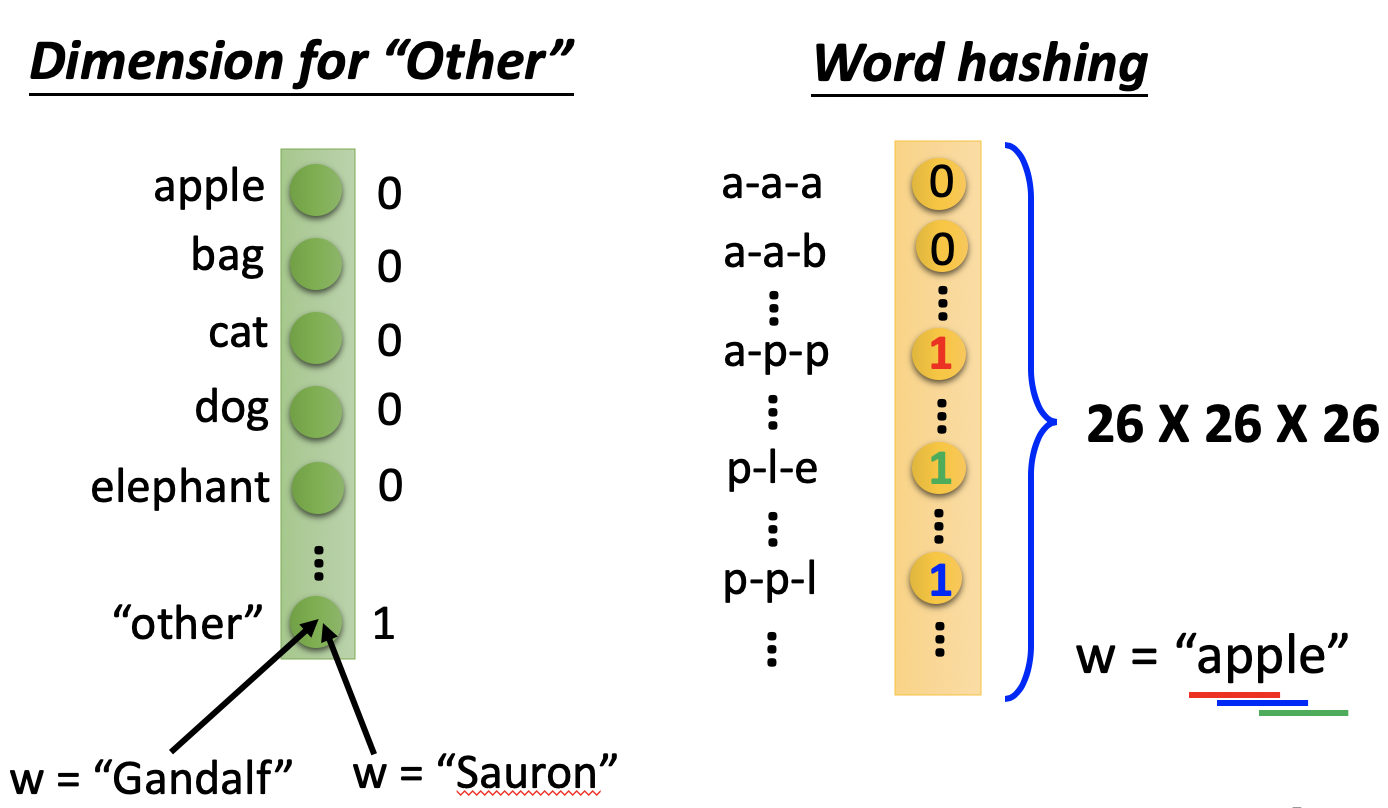 Dimension for “Other”
apple 0
bag 0
cat 0
dog 0
elephant 0
“other” 1
w = “Gandalf”
w = “Sauron”
Word hashing
a-a-a 0
a-a-b 0
a-p-p 1
p-l-e 1
p-p-l 1
26 X 26 X 26
w = “apple”